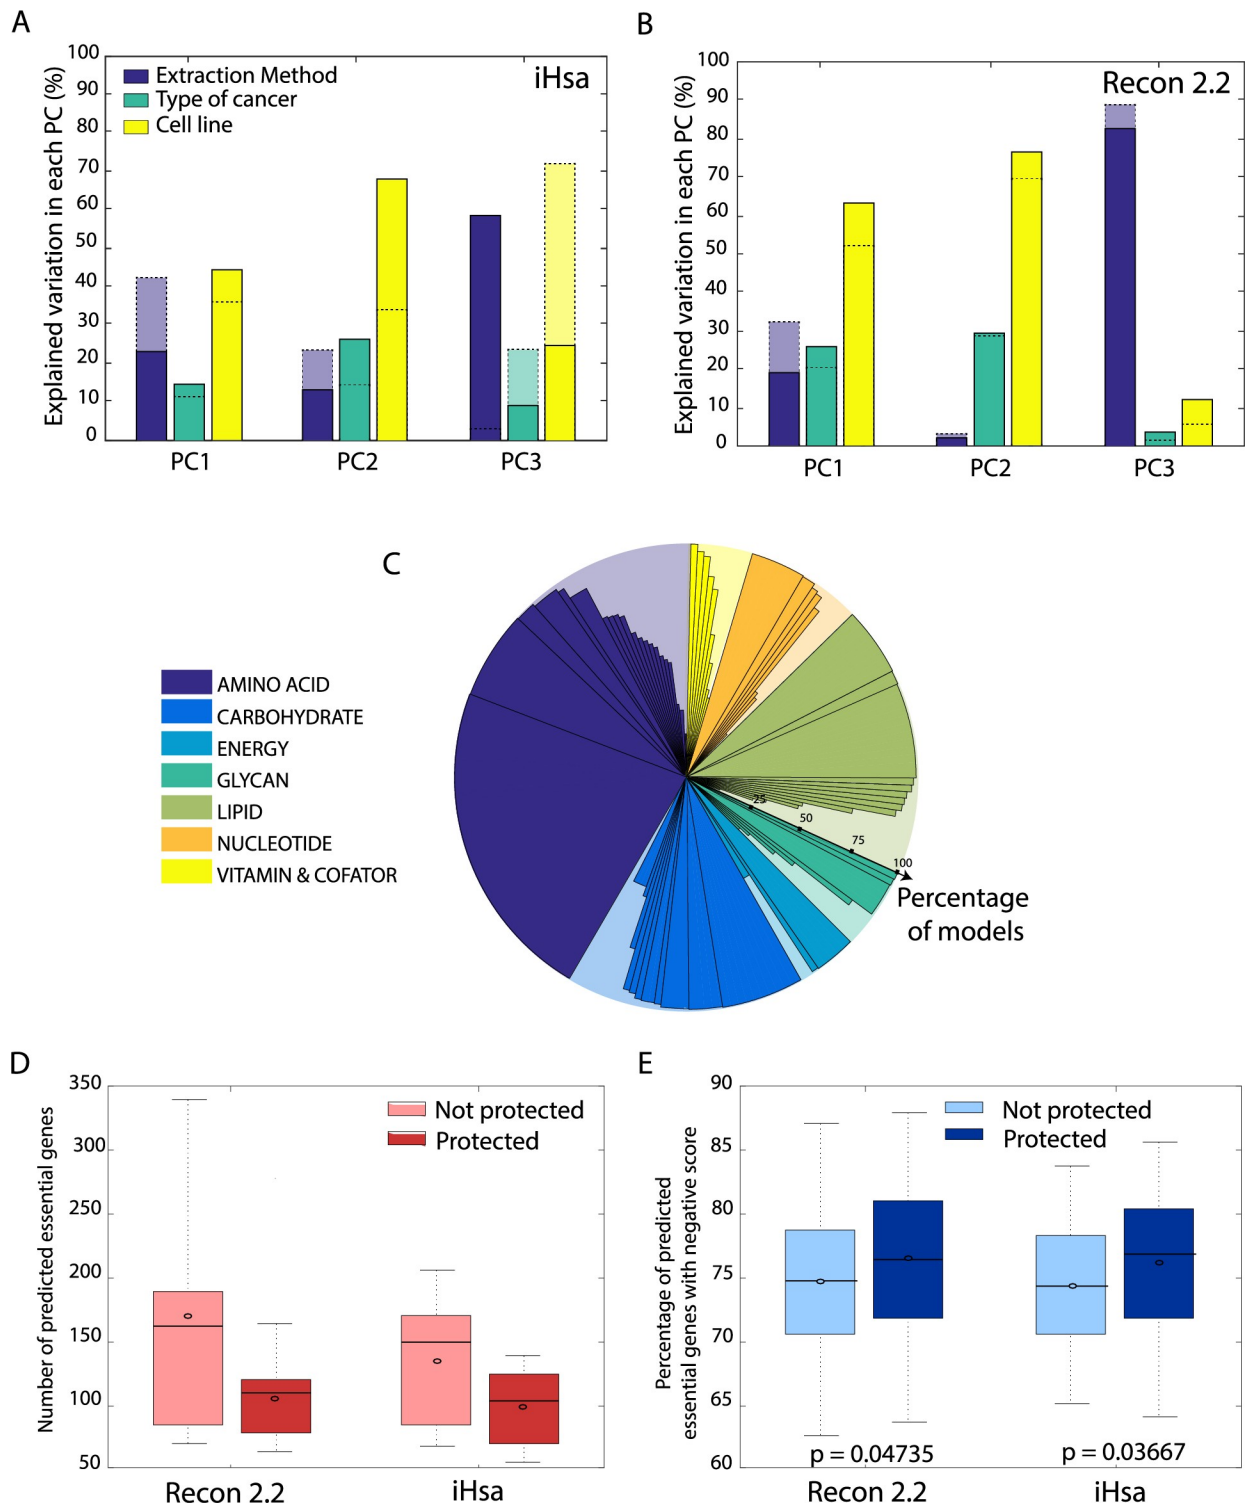 A
Explained variation in each PC (%)
100
90
80
70
60
50
40
30
20
10
0
Extraction Method
Type of cancer
Cell line
iHsa
PC1
PC2
PC3
B
Explained variation in each PC (%)
100
90
80
70
60
50
40
30
20
10
0
Recon 2.2
PC1
PC2
PC3
C
AMINO ACID
CARBOHYDRATE
ENERGY
GLYCAN
LIPID
NUCLEOTIDE
VITAMIN & COFATOR
25
50
75
100
Percentage
of models
D
Number of predicted essential genes
350
300
250
200
150
100
50
Not protected
Protected
Recon 2.2
iHsa
E
Percentage of predicted
essential genes with negative score
90
85
80
75
70
65
60
Not protected
Protected
p = 0.04735
p = 0.03667
Recon 2.2
iHsa